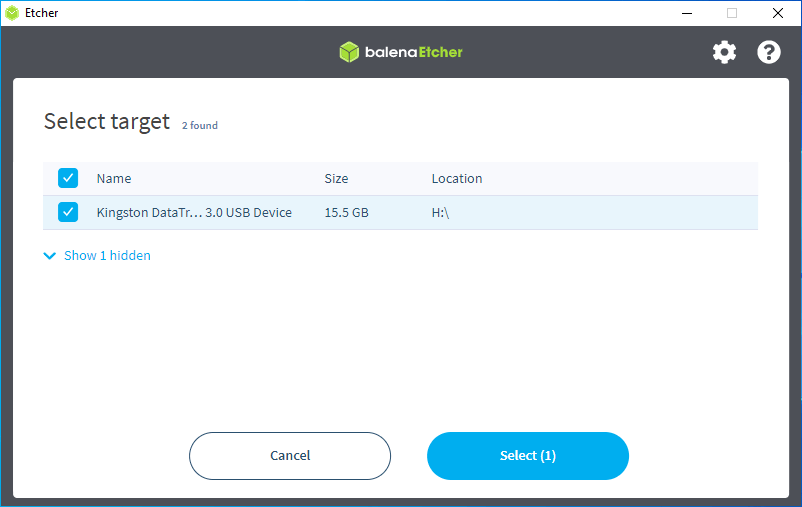 Etcher
balenaEtcher
Select target 2 found
Name Size Location
Kingston DataTr... 3.0 USB Device 15.5 GB H:\
Show 1 hidden
Cancel Select (1)